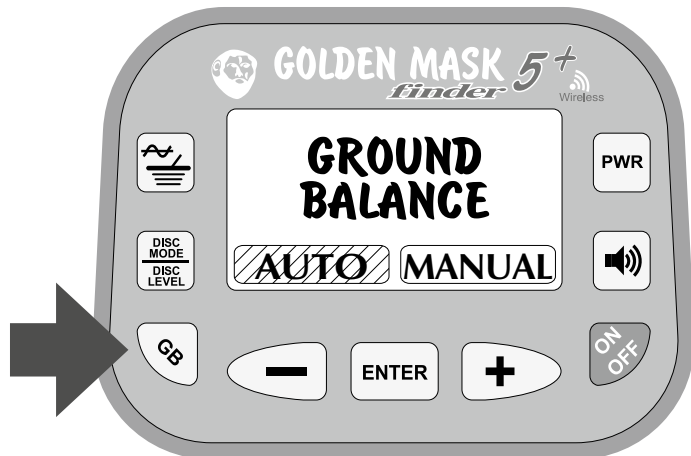 GOLDEN MASK 5+
finder
Wireless
GROUND
BALANCE
AUTO MANUAL
PWR
DISC
MODE
DISC
LEVEL
GB
− ENTER +
ON
OFF